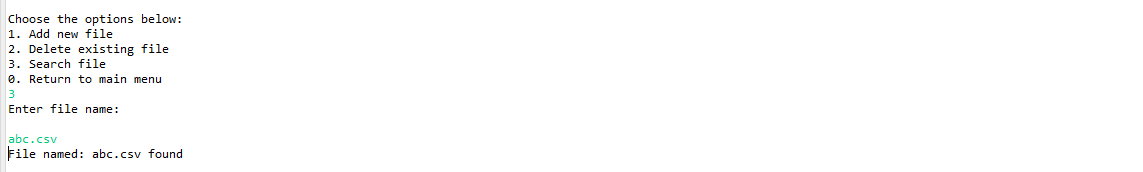 Choose the options below:
1. Add new file
2. Delete existing file
3. Search file
0. Return to main menu
3
Enter file name:
abc.csv
File named: abc.csv found